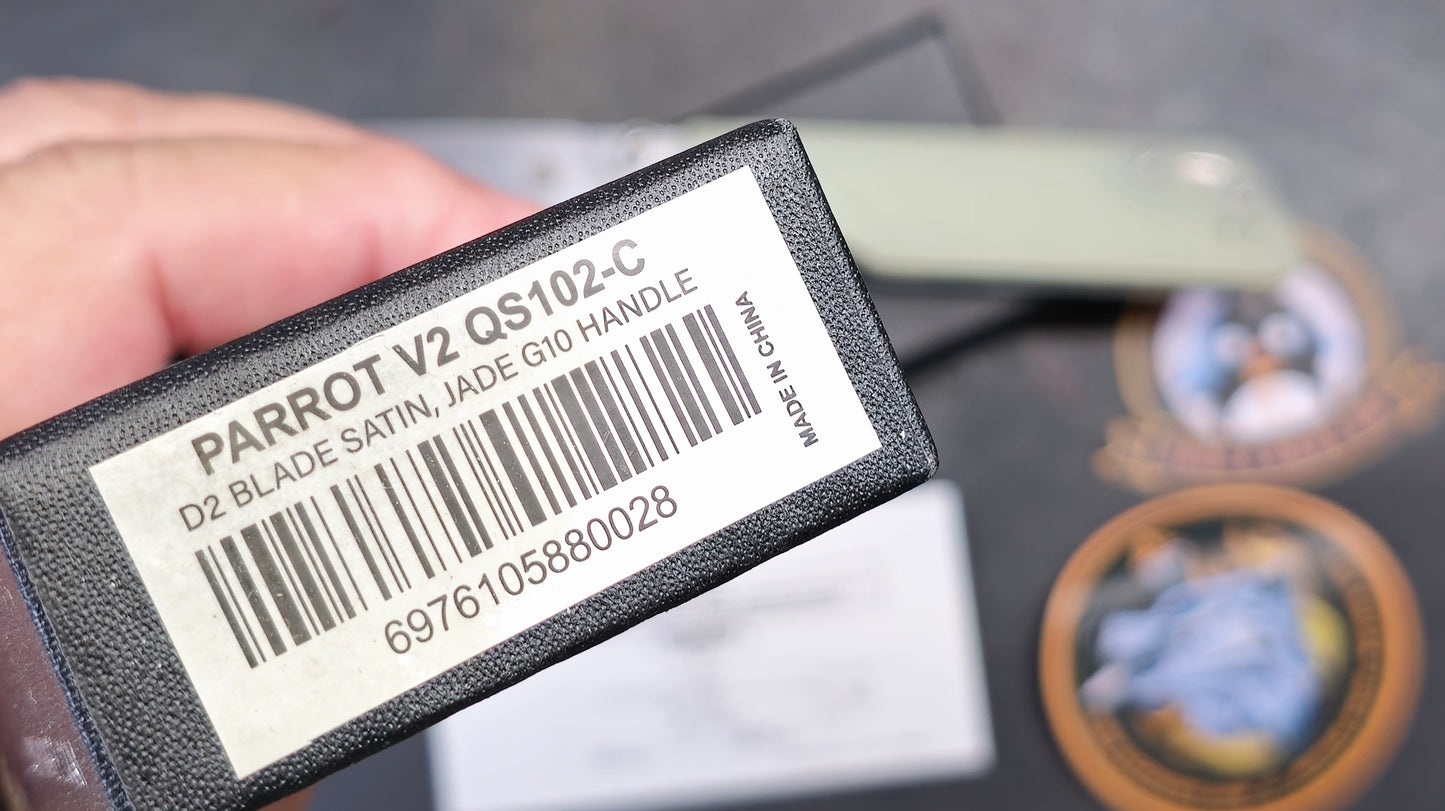 PARROT V2 QS102-C
D2 BLADE SATIN, JADE G10 HANDLE
MADE IN CHINA
6976105880028